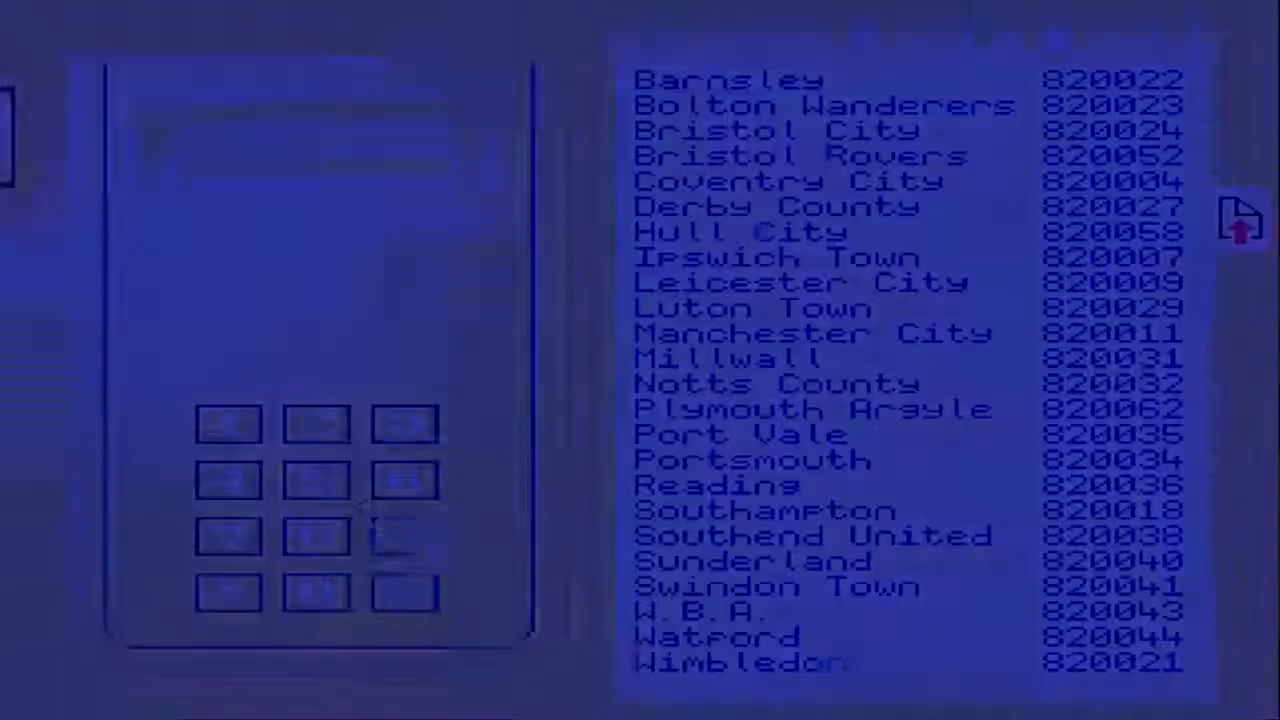 Barnsley 820022
Bolton Wanderers 820023
Bristol City 820024
Bristol Rovers 820052
Coventry City 820004
Derby County 820027
Hull City 820058
Ipswich Town 820007
Leicester City 820009
Luton Town 820029
Manchester City 820011
Millwall 820031
Notts County 820032
Plymouth Argyle 820062
Port Vale 820035
Portsmouth 820034
Reading 820036
Southampton 820018
Southend United 820038
Sunderland 820040
Swindon Town 820041
W.B.A. 820043
Watford 820044
Wimbledon 820021